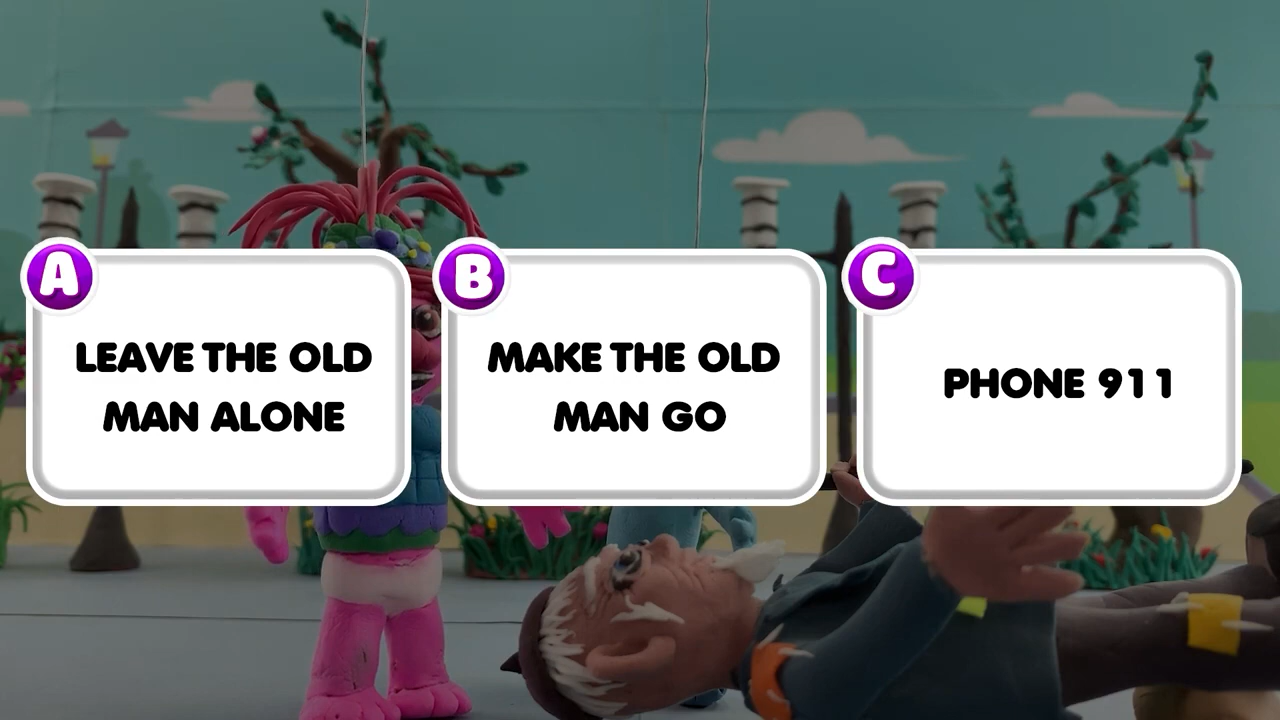 A
LEAVE THE OLD
MAN ALONE
B
MAKE THE OLD
MAN GO
C
PHONE 911